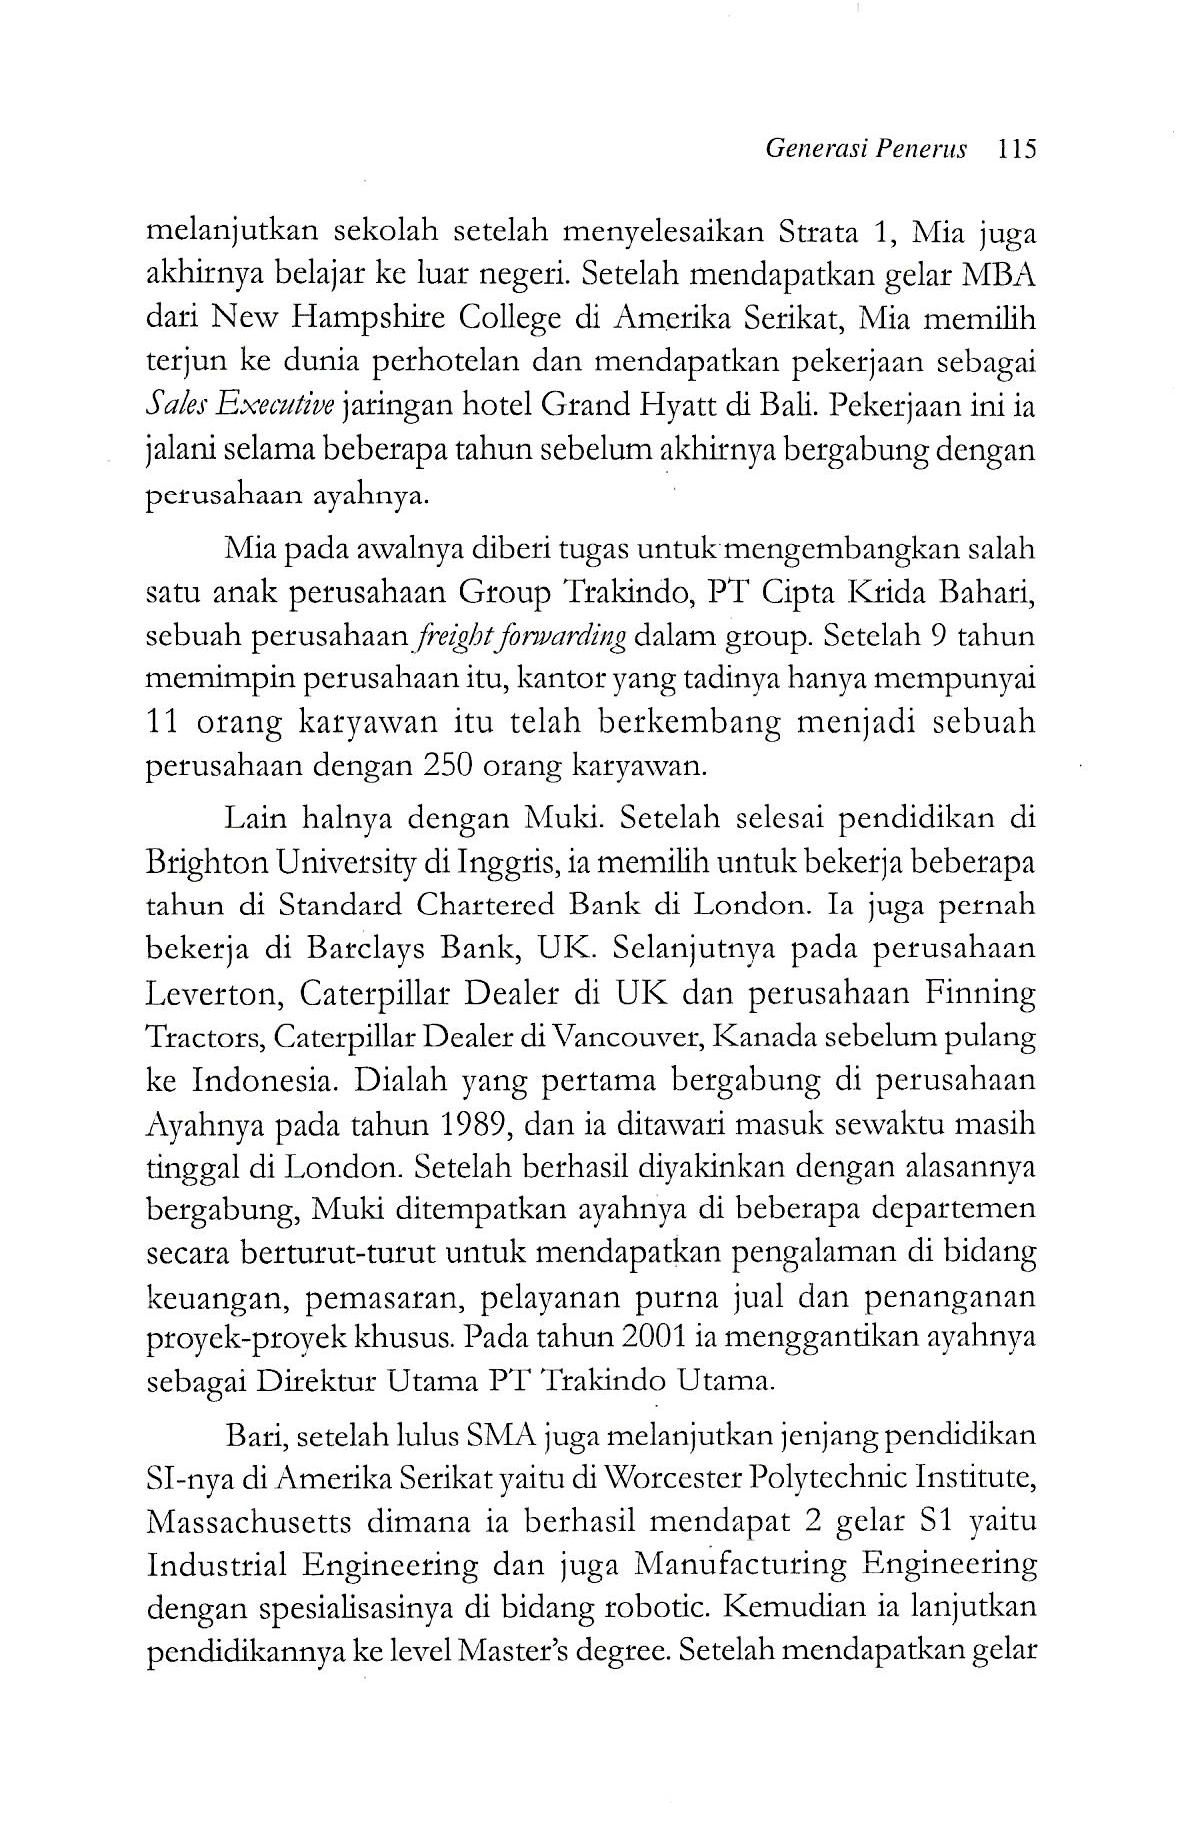 Generasi Penerus 115
melanjutkan sekolah setelah menyelesaikan Strata 1, Mia juga
akhirnya belajar ke luar negeri. Setelah mendapatkan gelar MBA
dari New Hampshire College di Amerika Serikat, Mia memilih
terjun ke dunia perhotelan dan mendapatkan pekerjaan sebagai
Sales Executive jaringan hotel Grand Hyatt di Bali. Pekerjaan ini ia
jalani selama beberapa tahun sebelum akhirnya bergabung dengan
perusahaan ayahnya.
Mia pada awalnya diberi tugas untuk mengembangkan salah
satu anak perusahaan Group Trakindo, PT Cipta Krida Bahari,
sebuah perusahaan freight forwarding dalam group. Setelah 9 tahun
memimpin perusahaan itu, kantor yang tadinya hanya mempunyai
11 orang karyawan itu telah berkembang menjadi sebuah
perusahaan dengan 250 orang karyawan.
Lain halnya dengan Muki. Setelah selesai pendidikan di
Brighton University di Inggris, ia memilih untuk bekerja beberapa
tahun di Standard Chartered Bank di London. Ia juga pernah
bekerja di Barclays Bank, UK. Selanjutnya pada perusahaan
Leverton, Caterpillar Dealer di UK dan perusahaan Finning
Tractors, Caterpillar Dealer di Vancouver, Kanada sebelum pulang
ke Indonesia. Dialah yang pertama bergabung di perusahaan
Ayahnya pada tahun 1989, dan ia ditawari masuk sewaktu masih
tinggal di London. Setelah berhasil diyakinkan dengan alasannya
bergabung, Muki ditempatkan ayahnya di beberapa departemen
secara berturut-turut untuk mendapatkan pengalaman di bidang
keuangan, pemasaran, pelayanan purna jual dan penanganan
proyek-proyek khusus. Pada tahun 2001 ia menggantikan ayahnya
sebagai Direktur Utama PT Trakindo Utama.
Bari, setelah lulus SMA juga melanjutkan jenjang pendidikan
SI-nya di Amerika Serikat yaitu di Worcester Polytechnic Institute,
Massachusetts dimana ia berhasil mendapat 2 gelar S1 yaitu
Industrial Engineering dan juga Manufacturing Engineering
dengan spesialisasinya di bidang robotic. Kemudian ia lanjutkan
pendidikannya ke level Master's degree. Setelah mendapatkan gelar